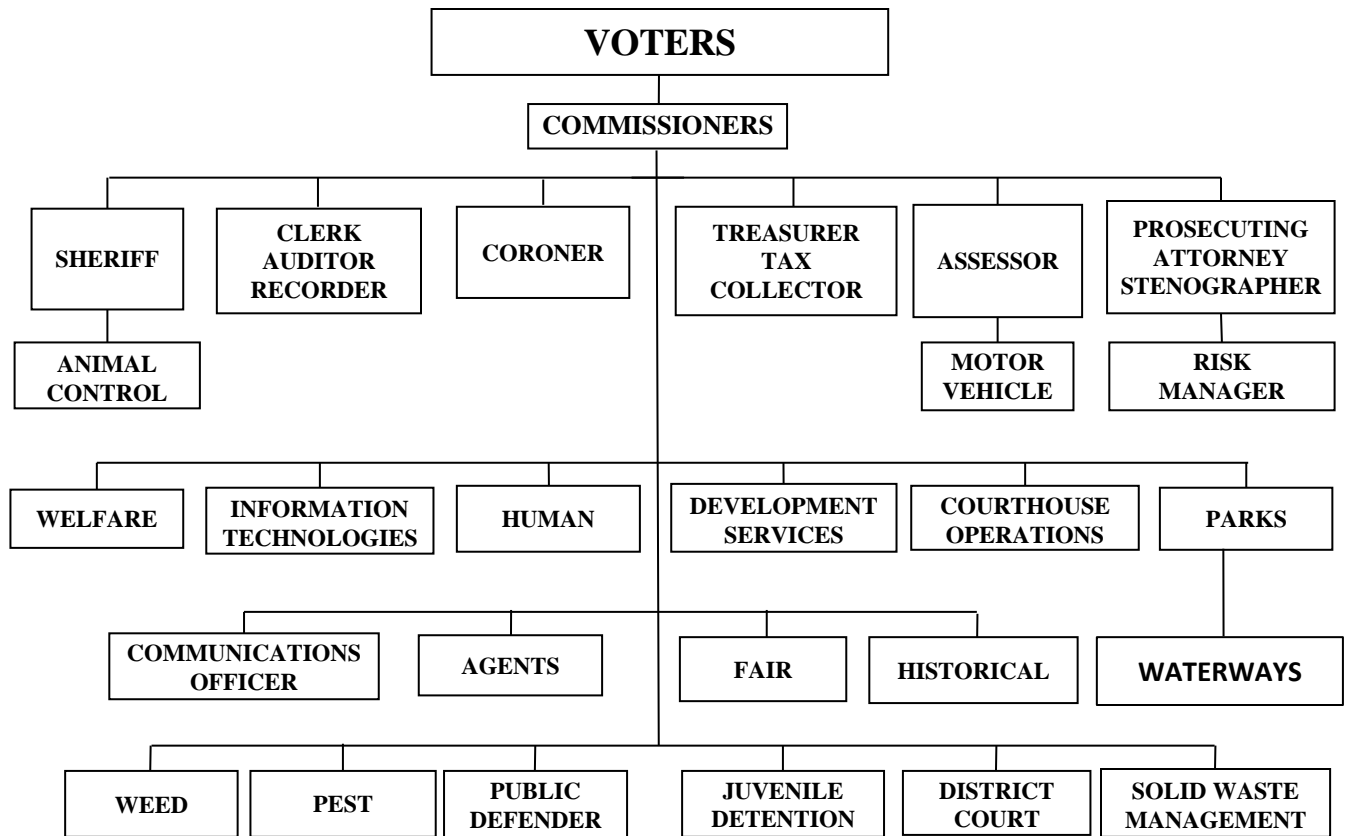 VOTERS
COMMISSIONERS
SHERIFF
CLERK
AUDITOR
RECORDER
CORONER
TREASURER
TAX
COLLECTOR
ASSESSOR
PROSECUTING
ATTORNEY
STENOGRAPHER
ANIMAL
CONTROL
MOTOR
VEHICLE
RISK
MANAGER
WELFARE
INFORMATION
TECHNOLOGIES
HUMAN
DEVELOPMENT
SERVICES
COURTHOUSE
OPERATIONS
PARKS
COMMUNICATIONS
OFFICER
AGENTS
FAIR
HISTORICAL
WATERWAYS
WEED
PEST
PUBLIC
DEFENDER
JUVENILE
DETENTION
DISTRICT
COURT
SOLID WASTE
MANAGEMENT